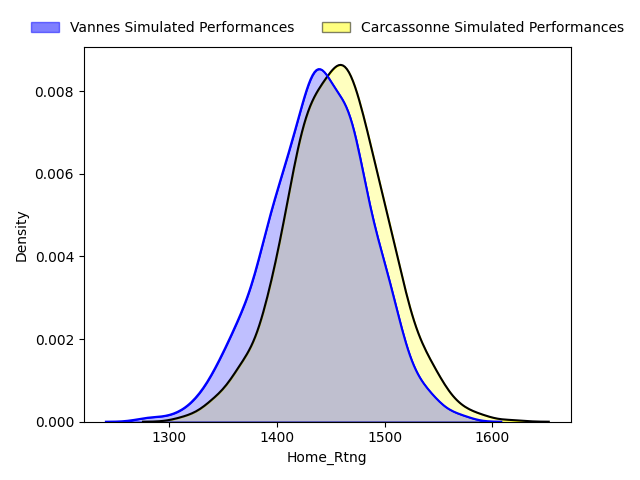 Vannes Simulated Performances Carcassonne Simulated Performances
0.008
0.006
0.004
0.002
0.000
Density
1300 1400 1500 1600
Home_Rtng